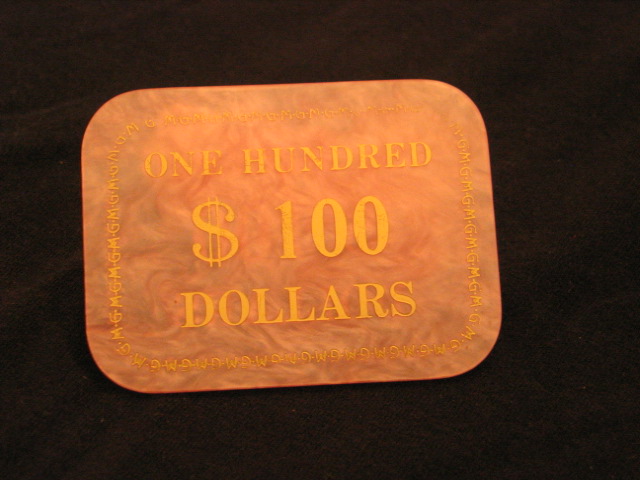 ONE HUNDRED
$ 100
DOLLARS